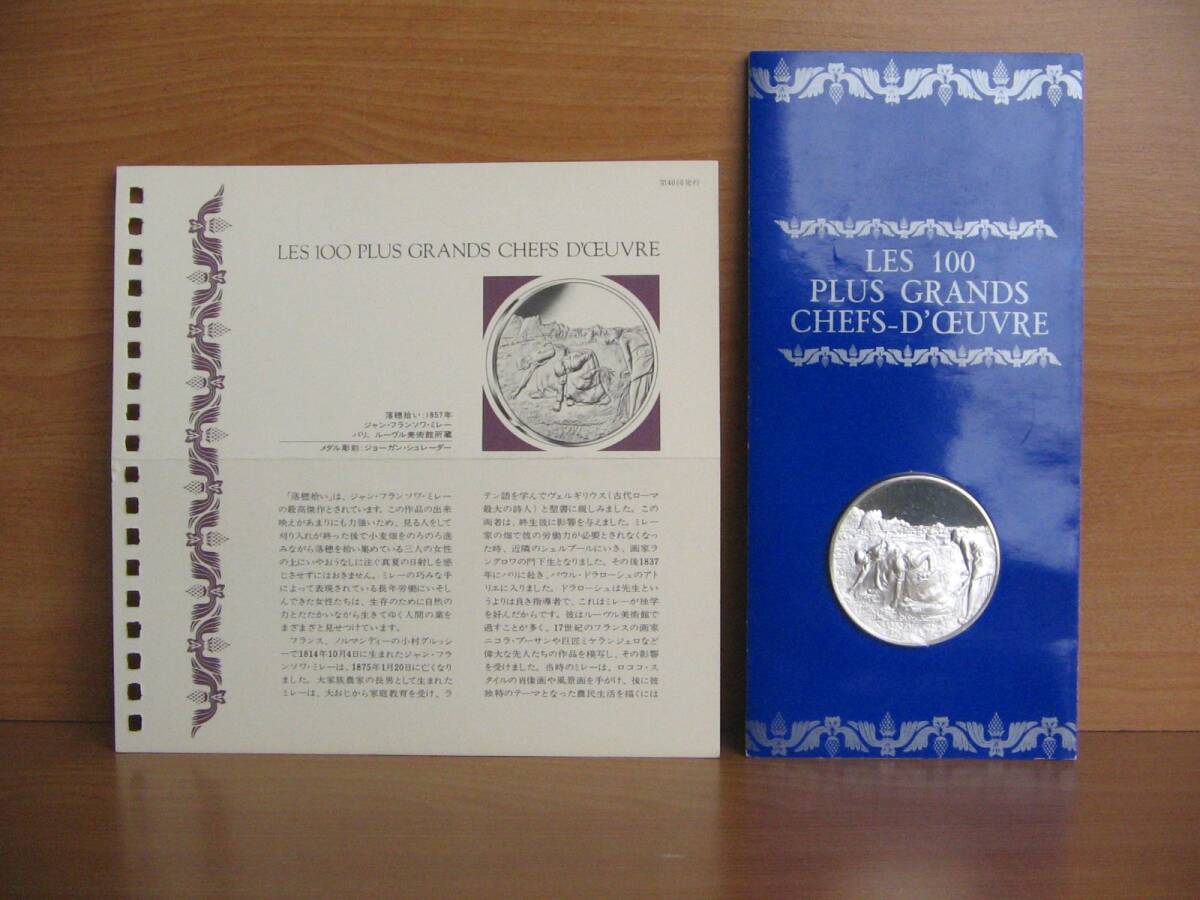 第40回発行
LES 100 PLUS GRANDS CHEFS D'ŒUVRE
落穂拾い:1857年
ジャン・フランソワ・ミレー
パリ、ルーヴル美術館所蔵
メダル彫刻:ジョーガン・シュレーダー
「落穂拾い」は、ジャン・フランソワ・ミレー
の最高傑作とされています。この作品の出来
映えがあまりにも力強いため、見る人をして
刈り入れが終った後で小麦畑をのろのろ進
みながら落穂を拾い集めている三人の女性
の上にいやおうなしに注ぐ真夏の日射しを感
じさせずにはおきません。ミレーの巧みな手
によって表現されている長年労働にいそし
んできた女性たちは、生存のために自然の
力とたたかいながら生きてゆく人間の業を
まざまざと見せつけています。
フランス、ノルマンディーの小村グルッシ
ーで1814年10月4日に生まれたジャン・フラ
ンソワ・ミレーは、1875年1月20日に亡くなり
ました。大家族農家の長男として生まれた
ミレーは、大おじから家庭教育を受け、ラ
テン語を学んでヴェルギリウス(古代ローマ
最大の詩人)と聖書に親しみました。この
両者は、終生彼に影響を与えました。ミレー
家の畑で彼の労働力が必要とされなくなっ
た時、近隣のシェルブールにいき、画家ラ
ングロワの門下生となりました。その後1837
年にパリに赴き、パウル・ドラローシュのアト
リエに入りました。ドラローシュは先生とい
うよりは良き指導者で、これはミレーが独学
を好んだからです。彼はルーヴル美術館で
過すことが多く、17世紀のフランスの画家
ニコラ・プーサンや巨匠ミケランジェロなど
偉大な先人たちの作品を模写し、その影響
を受けました。当時のミレーは、ロココ・ス
タイルの肖像画や風景画を手がけ、後に彼
独特のテーマとなった農民生活を描くには
LES 100
PLUS GRANDS
CHEFS-D'ŒUVRE